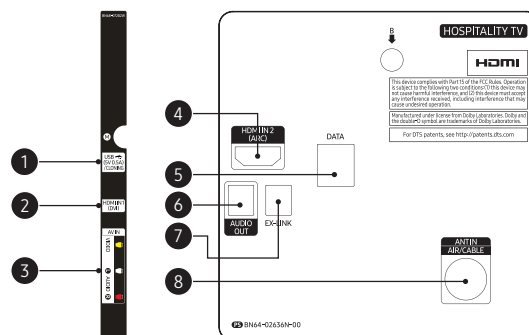 BN64-02632W
H
1
USB
(5V 0.5A)
/CLONING
2
HDMI IN 1
(DVI)
3
AV IN
VIDEO
AUDIO
B
HOSPITALITY TV
HDMI
This device complies with Part 15 of the FCC Rules. Operation
is subject to the following two conditions: (1) this device may
not cause harmful interference, and (2) this device must accept
any interference received, including interference that may
cause undesired operation.
Manufactured under license from Dolby Laboratories. Dolby and
the double-D symbol are trademarks of Dolby Laboratories.
For DTS patents, see http://patents.dts.com
4
HDMI IN 2
(ARC)
DATA
5
6
AUDIO
OUT
EX-LINK
7
ANT IN
AIR/CABLE
8
PS BN64-02636N-00